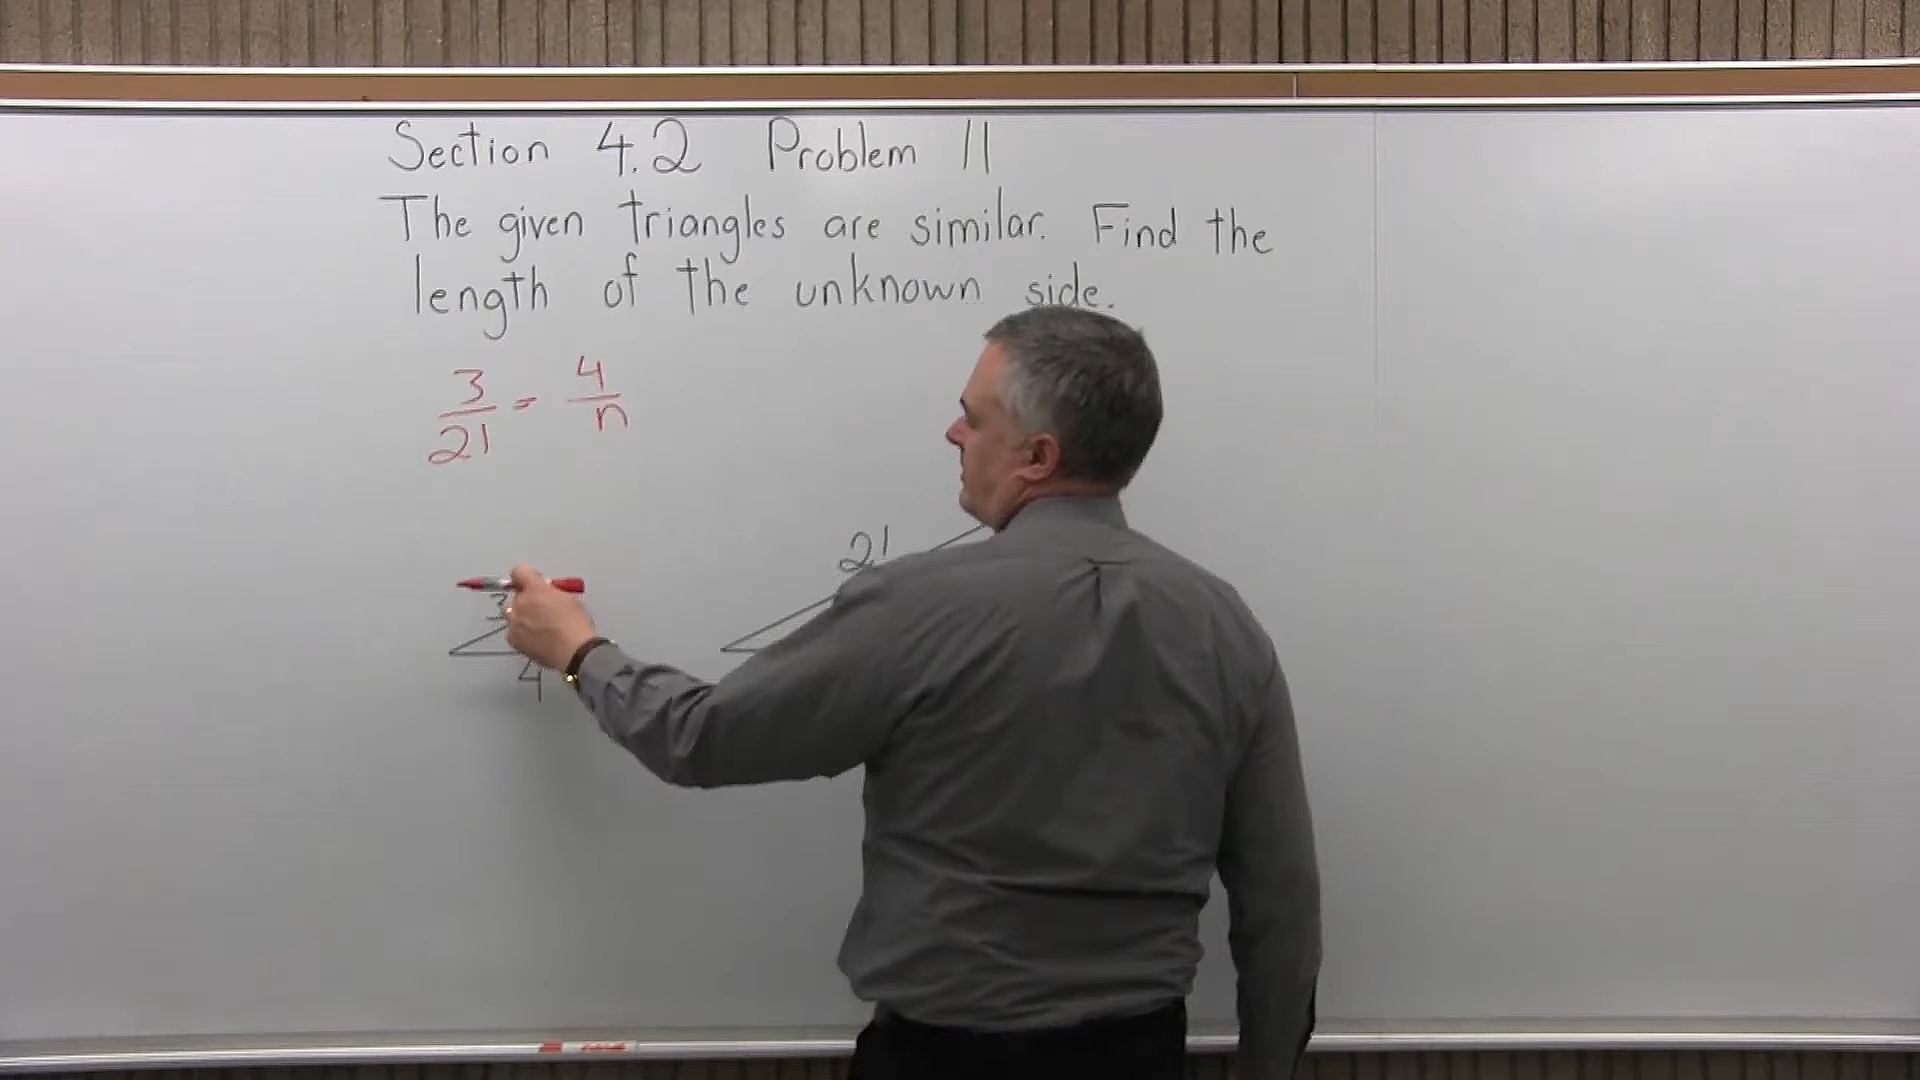 Section 4.2 Problem 11
The given triangles are similar. Find the
length of the unknown side.
3/21 = 4/n
21
3
4